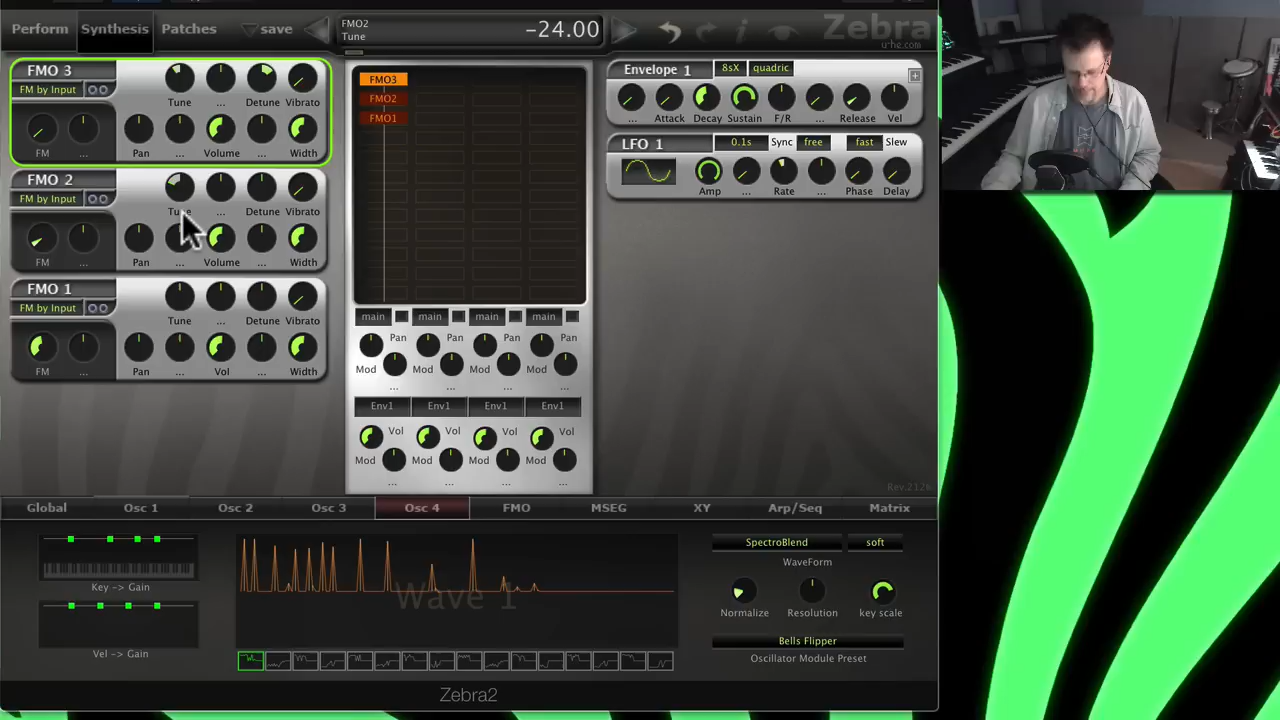 Perform Synthesis Patches save
FMO2
Tune -24.00
Zebra
u-he.com
FMO 3
FM by Input
Tune ... Detune Vibrato
FM ... Pan ... Volume ... Width
FMO 2
FM by Input
Tune ... Detune Vibrato
FM ... Pan ... Volume ... Width
FMO 1
FM by Input
Tune ... Detune Vibrato
FM ... Pan ... Vol ... Width
FMO3
FMO2
FMO1
main main main main
Pan Pan Pan Pan
Mod Mod Mod Mod
... ... ... ...
Env1 Env1 Env1 Env1
Vol Vol Vol Vol
Mod Mod Mod Mod
... ... ... ...
Envelope 1 8sX quadric
... Attack Decay Sustain F/R ... Release Vel
LFO 1 0.1s Sync free fast Slew
Amp ... Rate ... Phase Delay
Rev.2126
Global Osc 1 Osc 2 Osc 3 Osc 4 FMO MSEG XY Arp/Seq Matrix
Key -> Gain
Vel -> Gain
Wave 1
SpectroBlend soft
WaveForm
Normalize Resolution key scale
Bells Flipper
Oscillator Module Preset
Zebra2